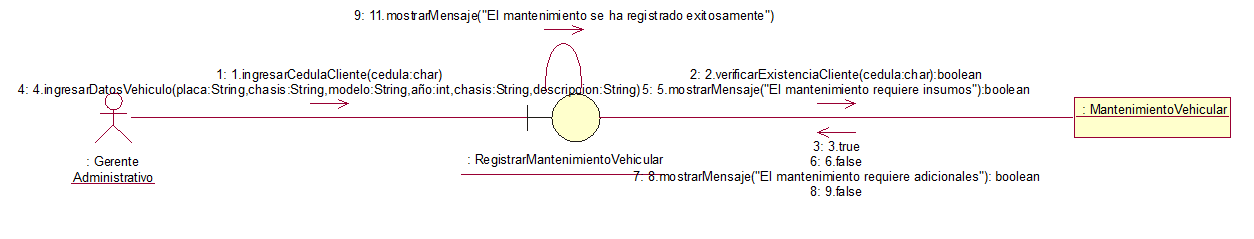 9: 11.mostrarMensaje("El mantenimiento se ha registrado exitosamente")
1: 1.ingresarCedulaCliente(cedula:char)
2: 2.verificarExistenciaCliente(cedula:char):boolean
4: 4.ingresarDatosVehiculo(placa:String,chasis:String,modelo:String,año:int,chasis:String,descripcion:String)
5: 5.mostrarMensaje("El mantenimiento requiere insumos"):boolean
: MantenimientoVehicular
3: 3.true
: Gerente
Administrativo
: RegistrarMantenimientoVehicular
6: 6.false
7: 8.mostrarMensaje("El mantenimiento requiere adicionales"): boolean
8: 9.false